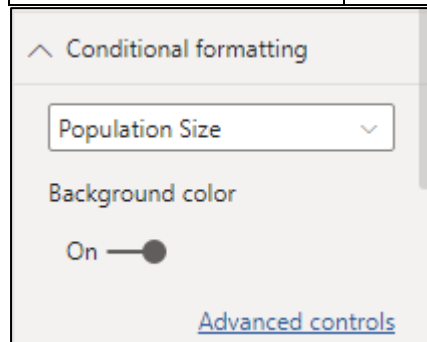 Conditional formatting
Population Size
Background color
On
Advanced controls